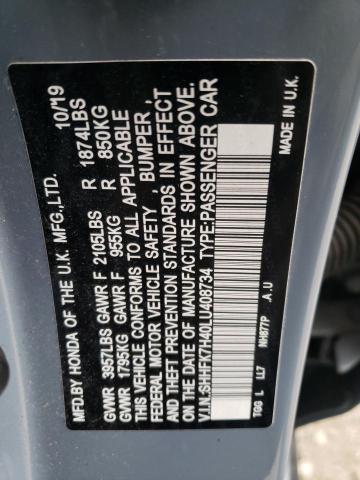 MFD.BY HONDA OF THE U.K. MFG.,LTD. 10/19
GVWR 3957LBS GAWR F 2105LBS R 1874LBS
GVWR 1795KG GAWR F 955KG R 850KG
THIS VEHICLE CONFORMS TO ALL APPLICABLE
FEDERAL MOTOR VEHICLE SAFETY, BUMPER,
AND THEFT PREVENTION STANDARDS IN EFFECT
ON THE DATE OF MANUFACTURE SHOWN ABOVE.
V.I.N.:SHHFK7H40LU408734 TYPE:PASSENGER CAR
TGG L LL7 NH877P .A.U MADE IN U.K.